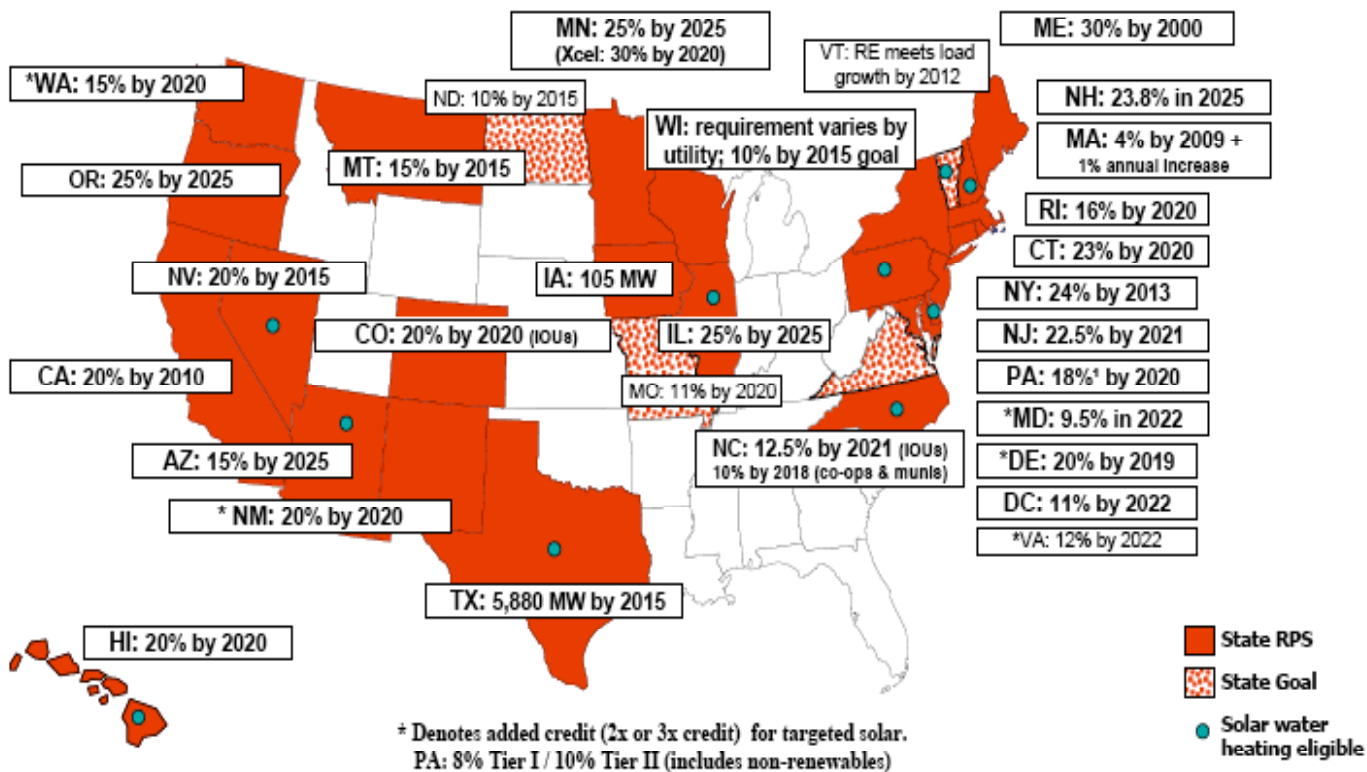 MN: 25% by 2025
(Xcel: 30% by 2020)
ME: 30% by 2000
VT: RE meets load
growth by 2012
*WA: 15% by 2020
ND: 10% by 2015
NH: 23.8% in 2025
WI: requirement varies by
utility; 10% by 2015 goal
MA: 4% by 2009 +
1% annual increase
MT: 15% by 2015
OR: 25% by 2025
RI: 16% by 2020
CT: 23% by 2020
NV: 20% by 2015
IA: 105 MW
NY: 24% by 2013
CO: 20% by 2020 (IOUs)
IL: 25% by 2025
NJ: 22.5% by 2021
CA: 20% by 2010
MO: 11% by 2020
PA: 18%¹ by 2020
*MD: 9.5% in 2022
NC: 12.5% by 2021 (IOUs)
10% by 2018 (co-ops & munis)
AZ: 15% by 2025
*DE: 20% by 2019
* NM: 20% by 2020
DC: 11% by 2022
*VA: 12% by 2022
TX: 5,880 MW by 2015
HI: 20% by 2020
State RPS
State Goal
Solar water
heating eligible
* Denotes added credit (2x or 3x credit) for targeted solar.
PA: 8% Tier I / 10% Tier II (includes non-renewables)